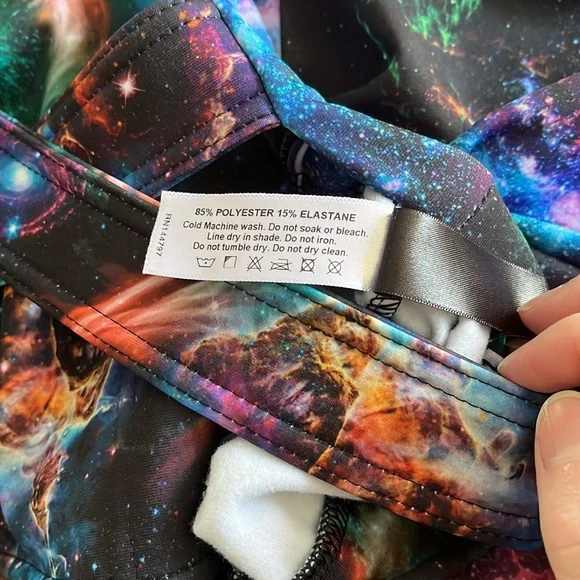 85% POLYESTER 15% ELASTANE
Cold Machine wash. Do not soak or bleach.
Line dry in shade. Do not iron.
Do not tumble dry. Do not dry clean.
RN144797